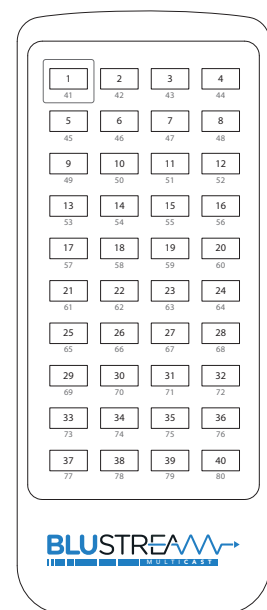 1 2 3 4
41 42 43 44
5 6 7 8
45 46 47 48
9 10 11 12
49 50 51 52
13 14 15 16
53 54 55 56
17 18 19 20
57 58 59 60
21 22 23 24
61 62 63 64
25 26 27 28
65 66 67 68
29 30 31 32
69 70 71 72
33 34 35 36
73 74 75 76
37 38 39 40
77 78 79 80
BLUSTREAM
MULTICAST